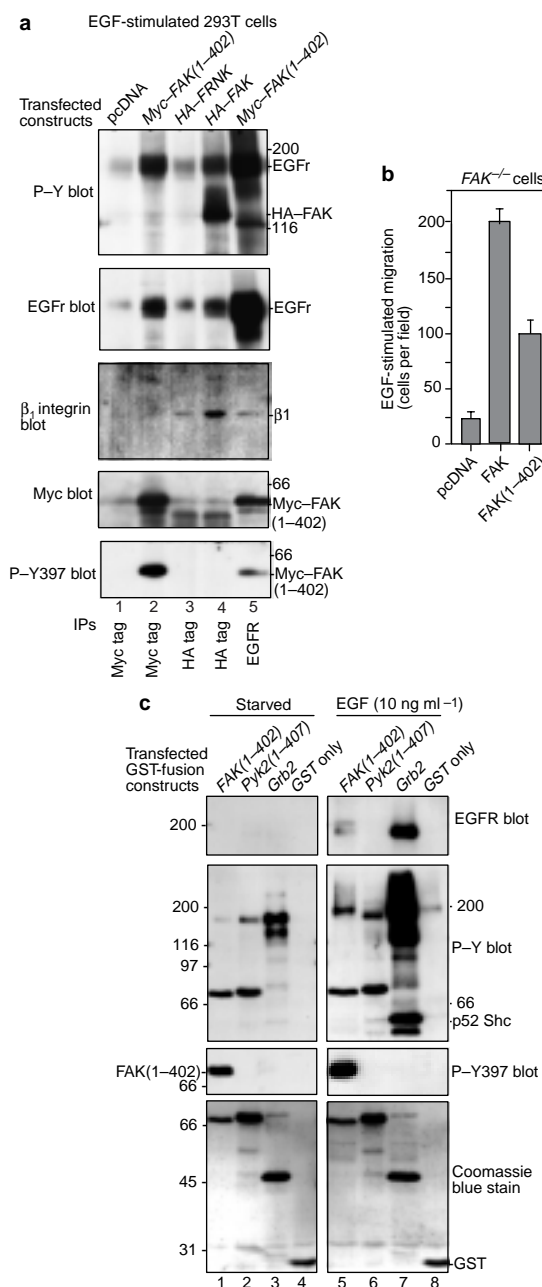 a
EGF-stimulated 293T cells
Transfected constructs
pcDNA
Myc–FAK(1–402)
HA–FRNK
HA–FAK
Myc–FAK(1–402)
200
EGFr
P–Y blot
HA–FAK
116
EGFr blot
EGFr
β1 integrin blot
β1
Myc blot
66
Myc–FAK (1–402)
P–Y397 blot
66
Myc–FAK (1–402)
1 2 3 4 5
IPs
Myc tag
Myc tag
HA tag
HA tag
EGFR
b
FAK–/– cells
EGF-stimulated migration (cells per field)
200
150
100
50
25
0
pcDNA
FAK
FAK(1–402)
c
Starved
EGF (10 ng ml –1)
Transfected GST-fusion constructs
FAK(1–402)
Pyk2(1–407)
Grb2
GST only
FAK(1–402)
Pyk2(1–407)
Grb2
GST only
200
EGFR blot
200
116
97
66
200
P–Y blot
66
p52 Shc
FAK(1–402)
66
P–Y397 blot
66
45
31
Coomassie blue stain
GST
1 2 3 4 5 6 7 8